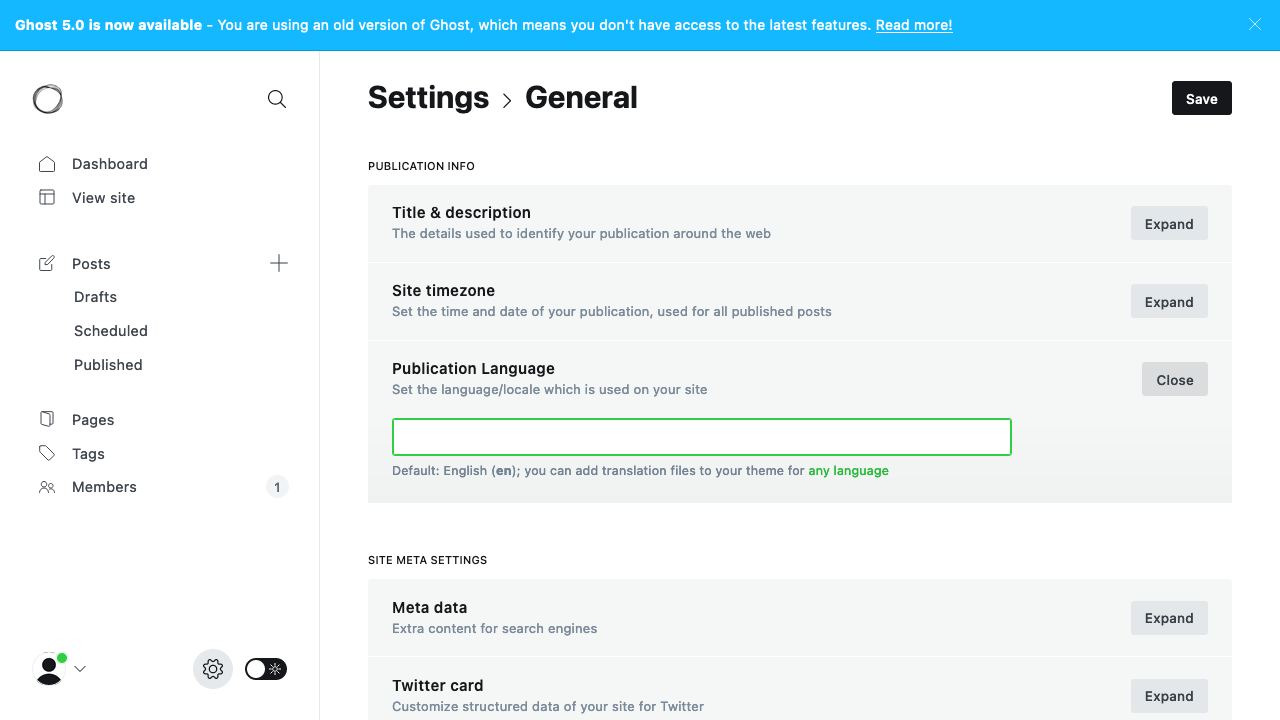 Ghost 5.0 is now available - You are using an old version of Ghost, which means you don't have access to the latest features. Read more!
Settings
General
Save
Dashboard
View site
Posts
Drafts
Scheduled
Published
Pages
Tags
Members
1
PUBLICATION INFO
Title & description
The details used to identify your publication around the web
Expand
Site timezone
Set the time and date of your publication, used for all published posts
Expand
Publication Language
Set the language/locale which is used on your site
Close
Default: English (en); you can add translation files to your theme for any language
SITE META SETTINGS
Meta data
Extra content for search engines
Expand
Twitter card
Customize structured data of your site for Twitter
Expand